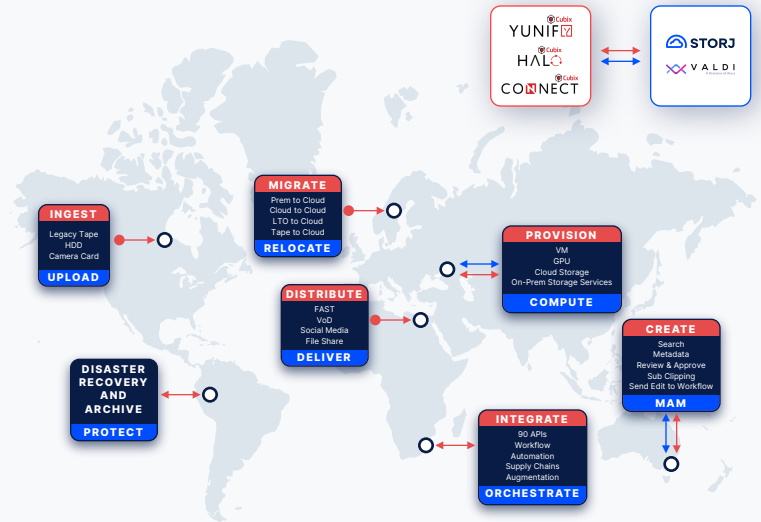 Cubix
YUNIFY
Cubix
HALO
Cubix
CONNECT
STORJ
VALDI
INGEST
Legacy Tape
HDD
Camera Card
UPLOAD
MIGRATE
Prem to Cloud
Cloud to Cloud
LTO to Cloud
Tape to Cloud
RELOCATE
PROVISION
VM
GPU
Cloud Storage
On-Prem Storage Services
COMPUTE
DISTRIBUTE
FAST
VoD
Social Media
File Share
DELIVER
CREATE
Search
Metadata
Review & Approve
Sub Clipping
Send Edit to Workflow
MAM
DISASTER
RECOVERY
AND
ARCHIVE
PROTECT
INTEGRATE
90 APIs
Workflow
Automation
Supply Chains
Augmentation
ORCHESTRATE